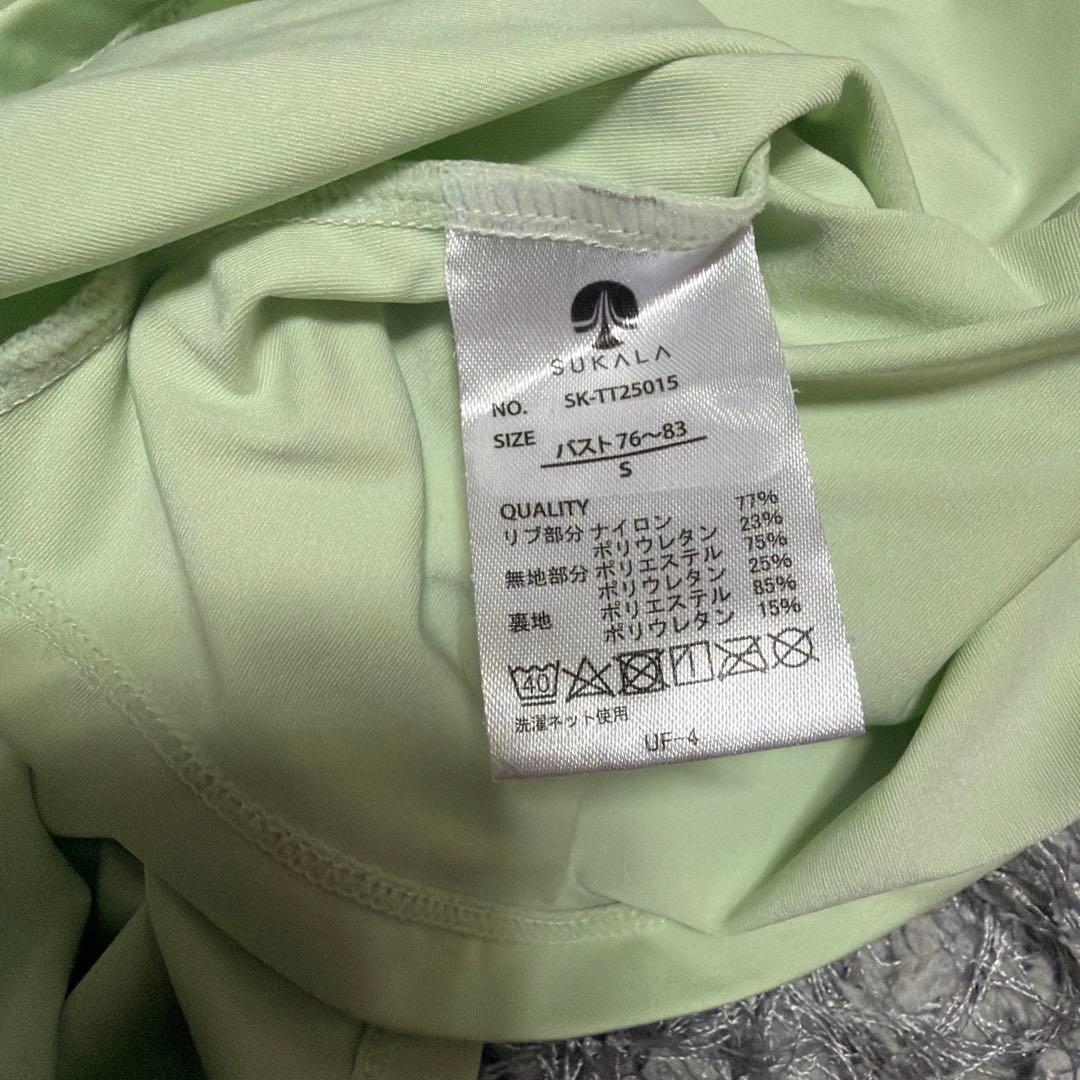 SUKALA
NO. SK-TT25015
SIZE バスト76～83
S
QUALITY
リブ部分 ナイロン 77%
ポリウレタン 23%
無地部分 ポリエステル 75%
ポリウレタン 25%
裏地 ポリエステル 85%
ポリウレタン 15%
40
洗濯ネット使用
UF-4